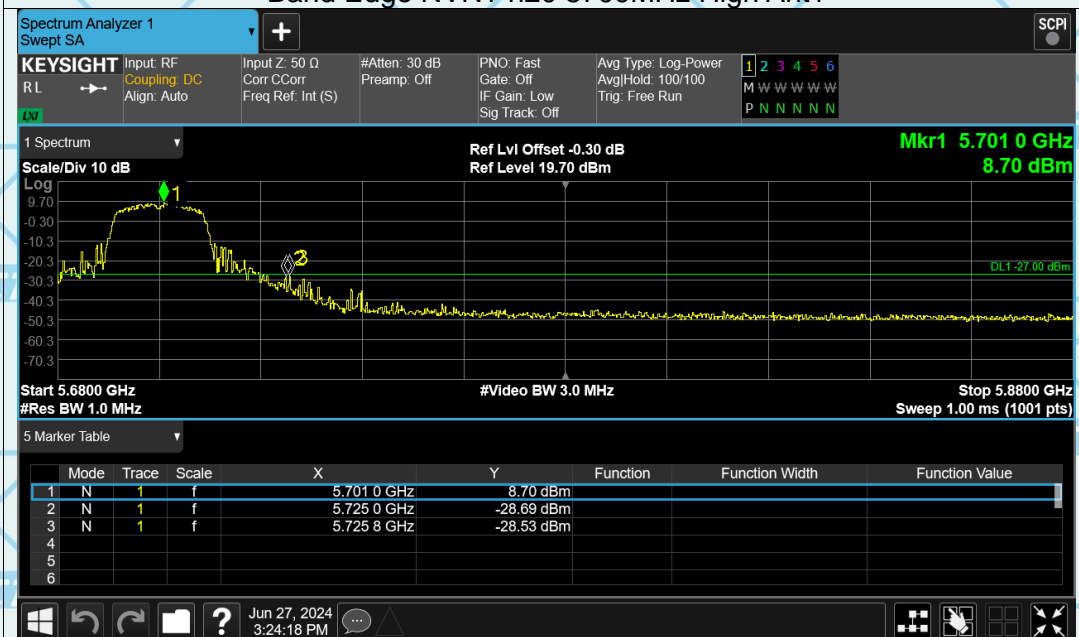 Spectrum Analyzer 1
Swept SA
+
SCPI
KEYSIGHT
RL
LXI
Input: RF
Coupling: DC
Align: Auto
Input Z: 50 Ω
Corr CCorr
Freq Ref: Int (S)
#Atten: 30 dB
Preamp: Off
PNO: Fast
Gate: Off
IF Gain: Low
Sig Track: Off
Avg Type: Log-Power
Avg|Hold: 100/100
Trig: Free Run
1 2 3 4 5 6
M W W W W W
P N N N N N
1 Spectrum
Scale/Div 10 dB
Ref Lvl Offset -0.30 dB
Ref Level 19.70 dBm
Mkr1 5.701 0 GHz
8.70 dBm
Log
9.70
-0.30
-10.3
-20.3
-30.3
-40.3
-50.3
-60.3
-70.3
1
DL1 -27.00 dBm
Start 5.6800 GHz
#Res BW 1.0 MHz
#Video BW 3.0 MHz
Stop 5.8800 GHz
Sweep 1.00 ms (1001 pts)
5 Marker Table
Mode Trace Scale X Y Function Function Width Function Value
1 N 1 f 5.701 0 GHz 8.70 dBm
2 N 1 f 5.725 0 GHz -28.69 dBm
3 N 1 f 5.725 8 GHz -28.53 dBm
4
5
6
?
Jun 27, 2024
3:24:18 PM